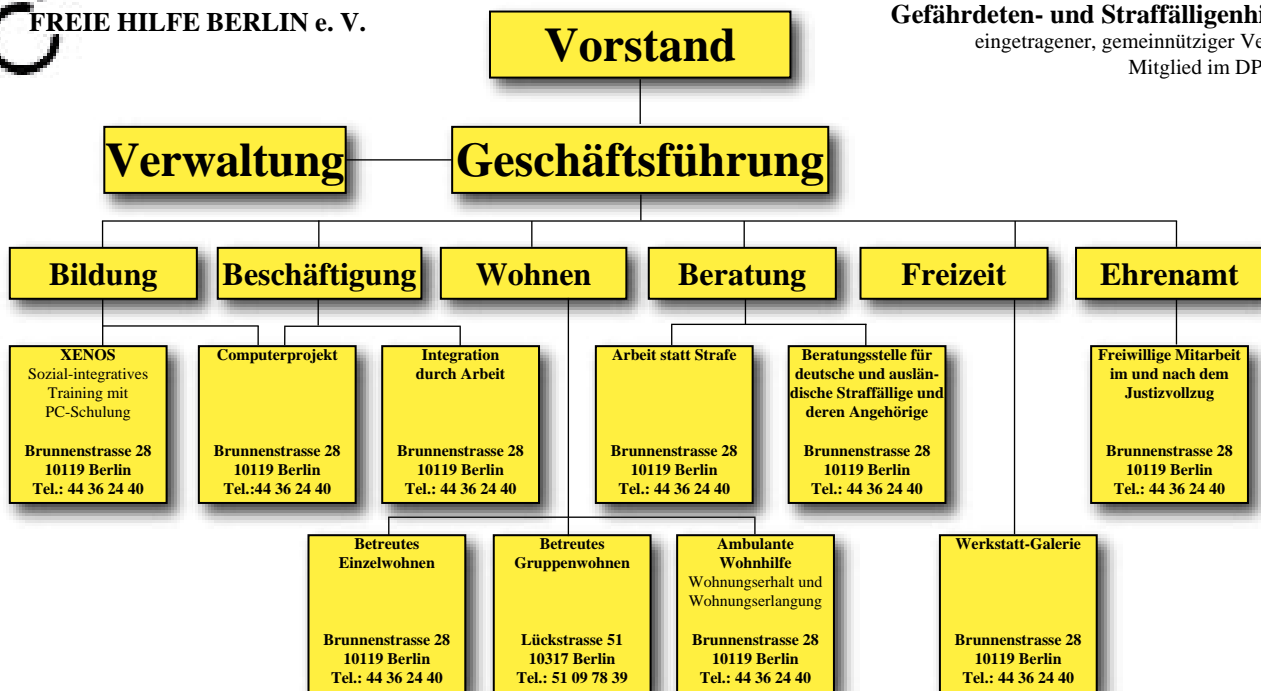 FREIE HILFE BERLIN e. V.
Gefährdeten- und
eingetragener, gemeinnütziger
Mitglied im
Vorstand
Verwaltung
Geschäftsführung
Bildung
Beschäftigung
Wohnen
Beratung
Freizeit
Ehrenamt
XENOS
Sozial-integratives
Training mit
PC-Schulung
Brunnenstrasse 28
10119 Berlin
Tel.: 44 36 24 40
Computerprojekt
Brunnenstrasse 28
10119 Berlin
Tel.:44 36 24 40
Integration
durch Arbeit
Brunnenstrasse 28
10119 Berlin
Tel.: 44 36 24 40
Arbeit statt Strafe
Brunnenstrasse 28
10119 Berlin
Tel.: 44 36 24 40
Beratungsstelle für
deutsche und auslän-
dische Straffällige und
deren Angehörige
Brunnenstrasse 28
10119 Berlin
Tel.: 44 36 24 40
Freiwillige Mitarbeit
im und nach dem
Justizvollzug
Brunnenstrasse 28
10119 Berlin
Tel.: 44 36 24 40
Betreutes
Einzelwohnen
Brunnenstrasse 28
10119 Berlin
Tel.: 44 36 24 40
Betreutes
Gruppenwohnen
Lückstrasse 51
10317 Berlin
Tel.: 51 09 78 39
Ambulante
Wohnhilfe
Wohnungserhalt und
Wohnungserlangung
Brunnenstrasse 28
10119 Berlin
Tel.: 44 36 24 40
Werkstatt-Galerie
Brunnenstrasse 28
10119 Berlin
Tel.: 44 36 24 40